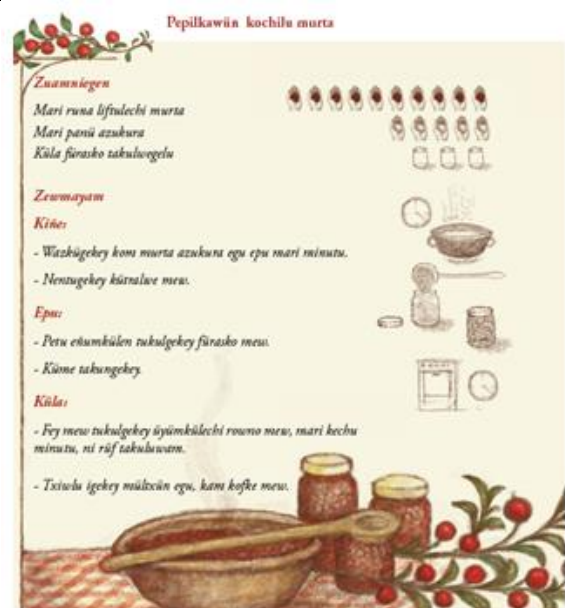 Pepilkawün kochilu murta
Zuamniegen
Mari runa liftulechi murta
Mari panü azukura
Küla fürasko takulwegelu
Zewmayam
Kiñe:
- Wazkügekey kom murta azukura egu epu mari minutu.
- Nentugekey kütralwe mew.
Epu:
- Petu eñumkülen tukulgekey fürasko mew.
- Küme takungekey.
Küla:
- Fey mew tukulgekey üyümkülechi rowno mew, mari kechu
minutu, ni rüf takuluwam.
- Txiwlu igekey mültxün egu, kam kofke mew.